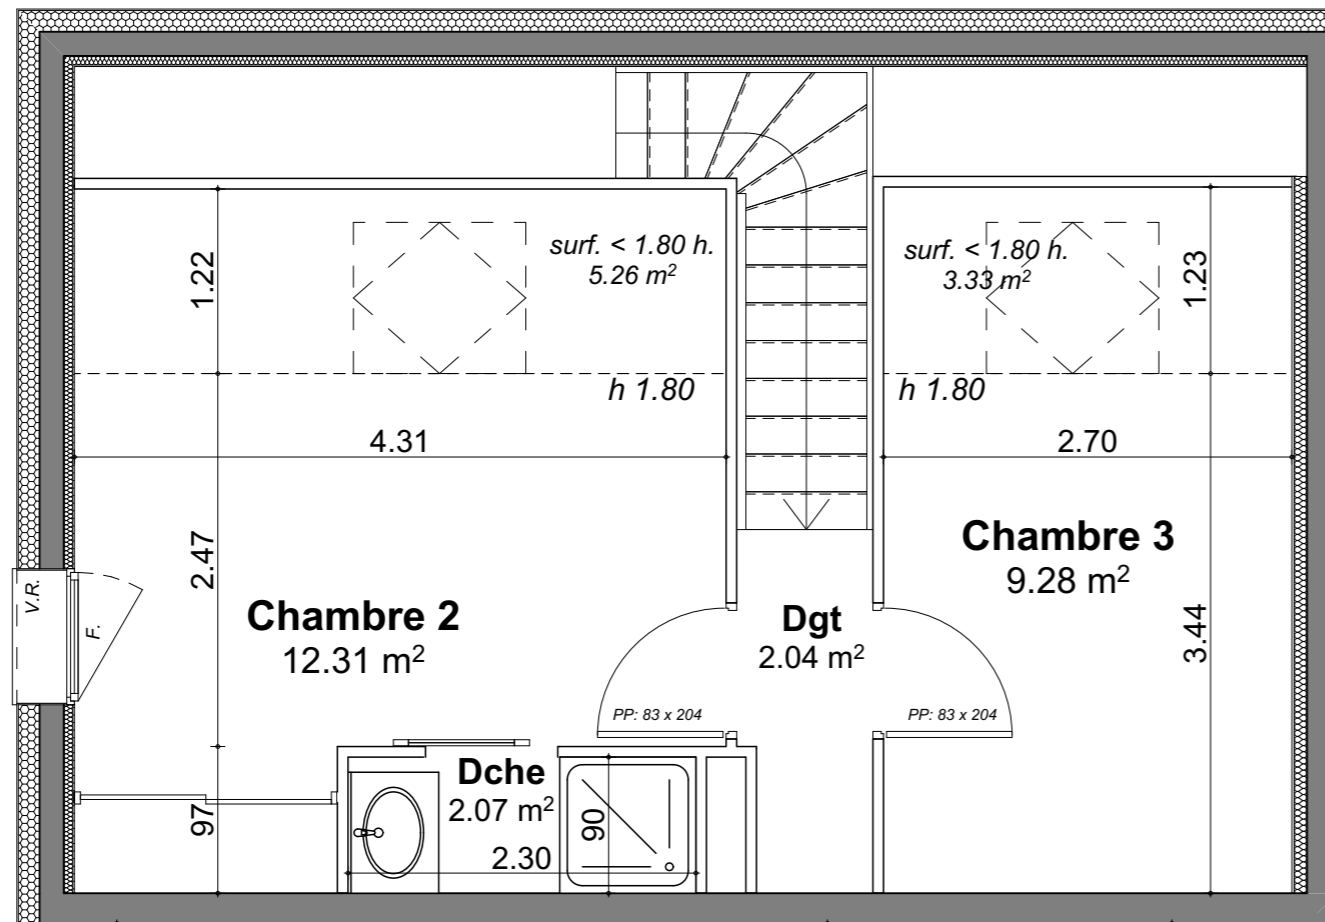 surf. < 1.80 h.
5.26 m²
surf. < 1.80 h.
3.33 m²
1.22
1.23
h 1.80
h 1.80
4.31
2.70
2.47
Chambre 3
9.28 m²
V.R.
F.
Chambre 2
12.31 m²
Dgt
2.04 m²
3.44
PP: 83 x 204
PP: 83 x 204
Dche
2.07 m²
97
90
2.30